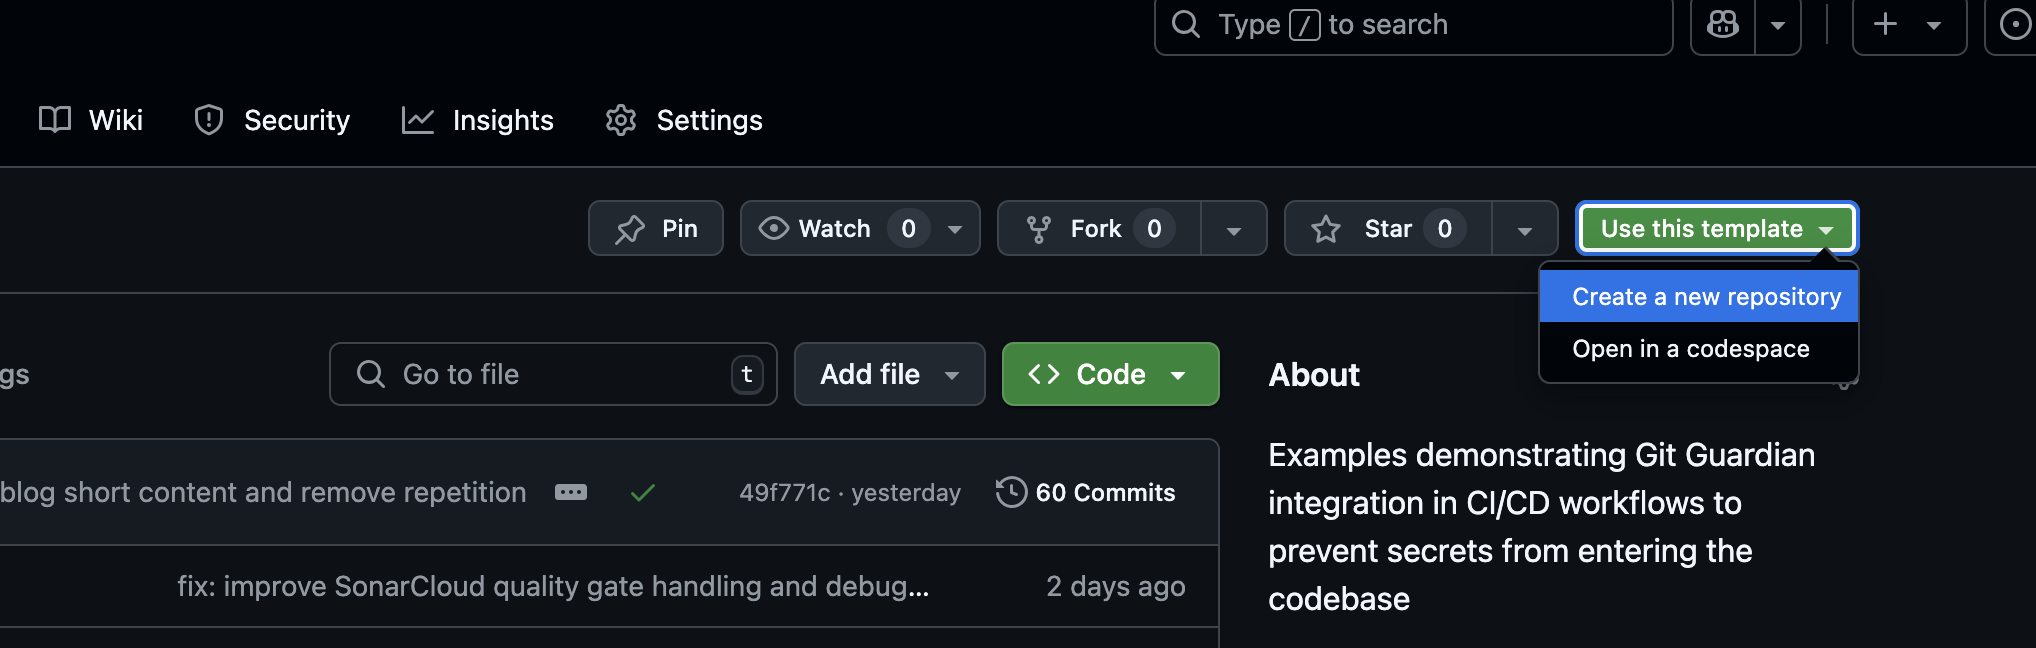 Type / to search
Wiki
Security
Insights
Settings
Pin
Watch 0
Fork 0
Star 0
Use this template
Create a new repository
Open in a codespace
gs
Go to file
t
Add file
Code
About
blog short content and remove repetition
49f771c · yesterday
60 Commits
fix: improve SonarCloud quality gate handling and debug...
2 days ago
Examples demonstrating Git Guardian
integration in CI/CD workflows to
prevent secrets from entering the
codebase